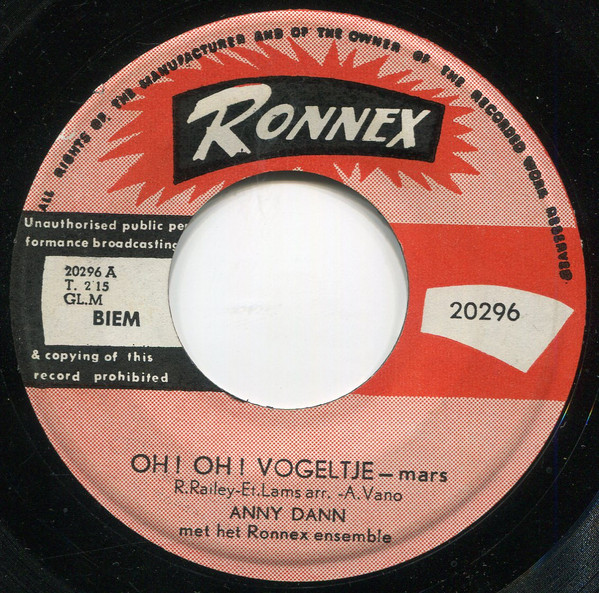 ALL RIGHTS OF THE MANUFACTURER AND OF THE OWNER OF THE RECORDED WORK RESERVED
RONNEX
Unauthorised public per
formance broadcasting
20296 A
T. 2'15
GL.M
BIEM
& copying of this
record prohibited
20296
OH! OH! VOGELTJE — mars
R.Railey-Et.Lams arr. -A.Vano
ANNY DANN
met het Ronnex ensemble